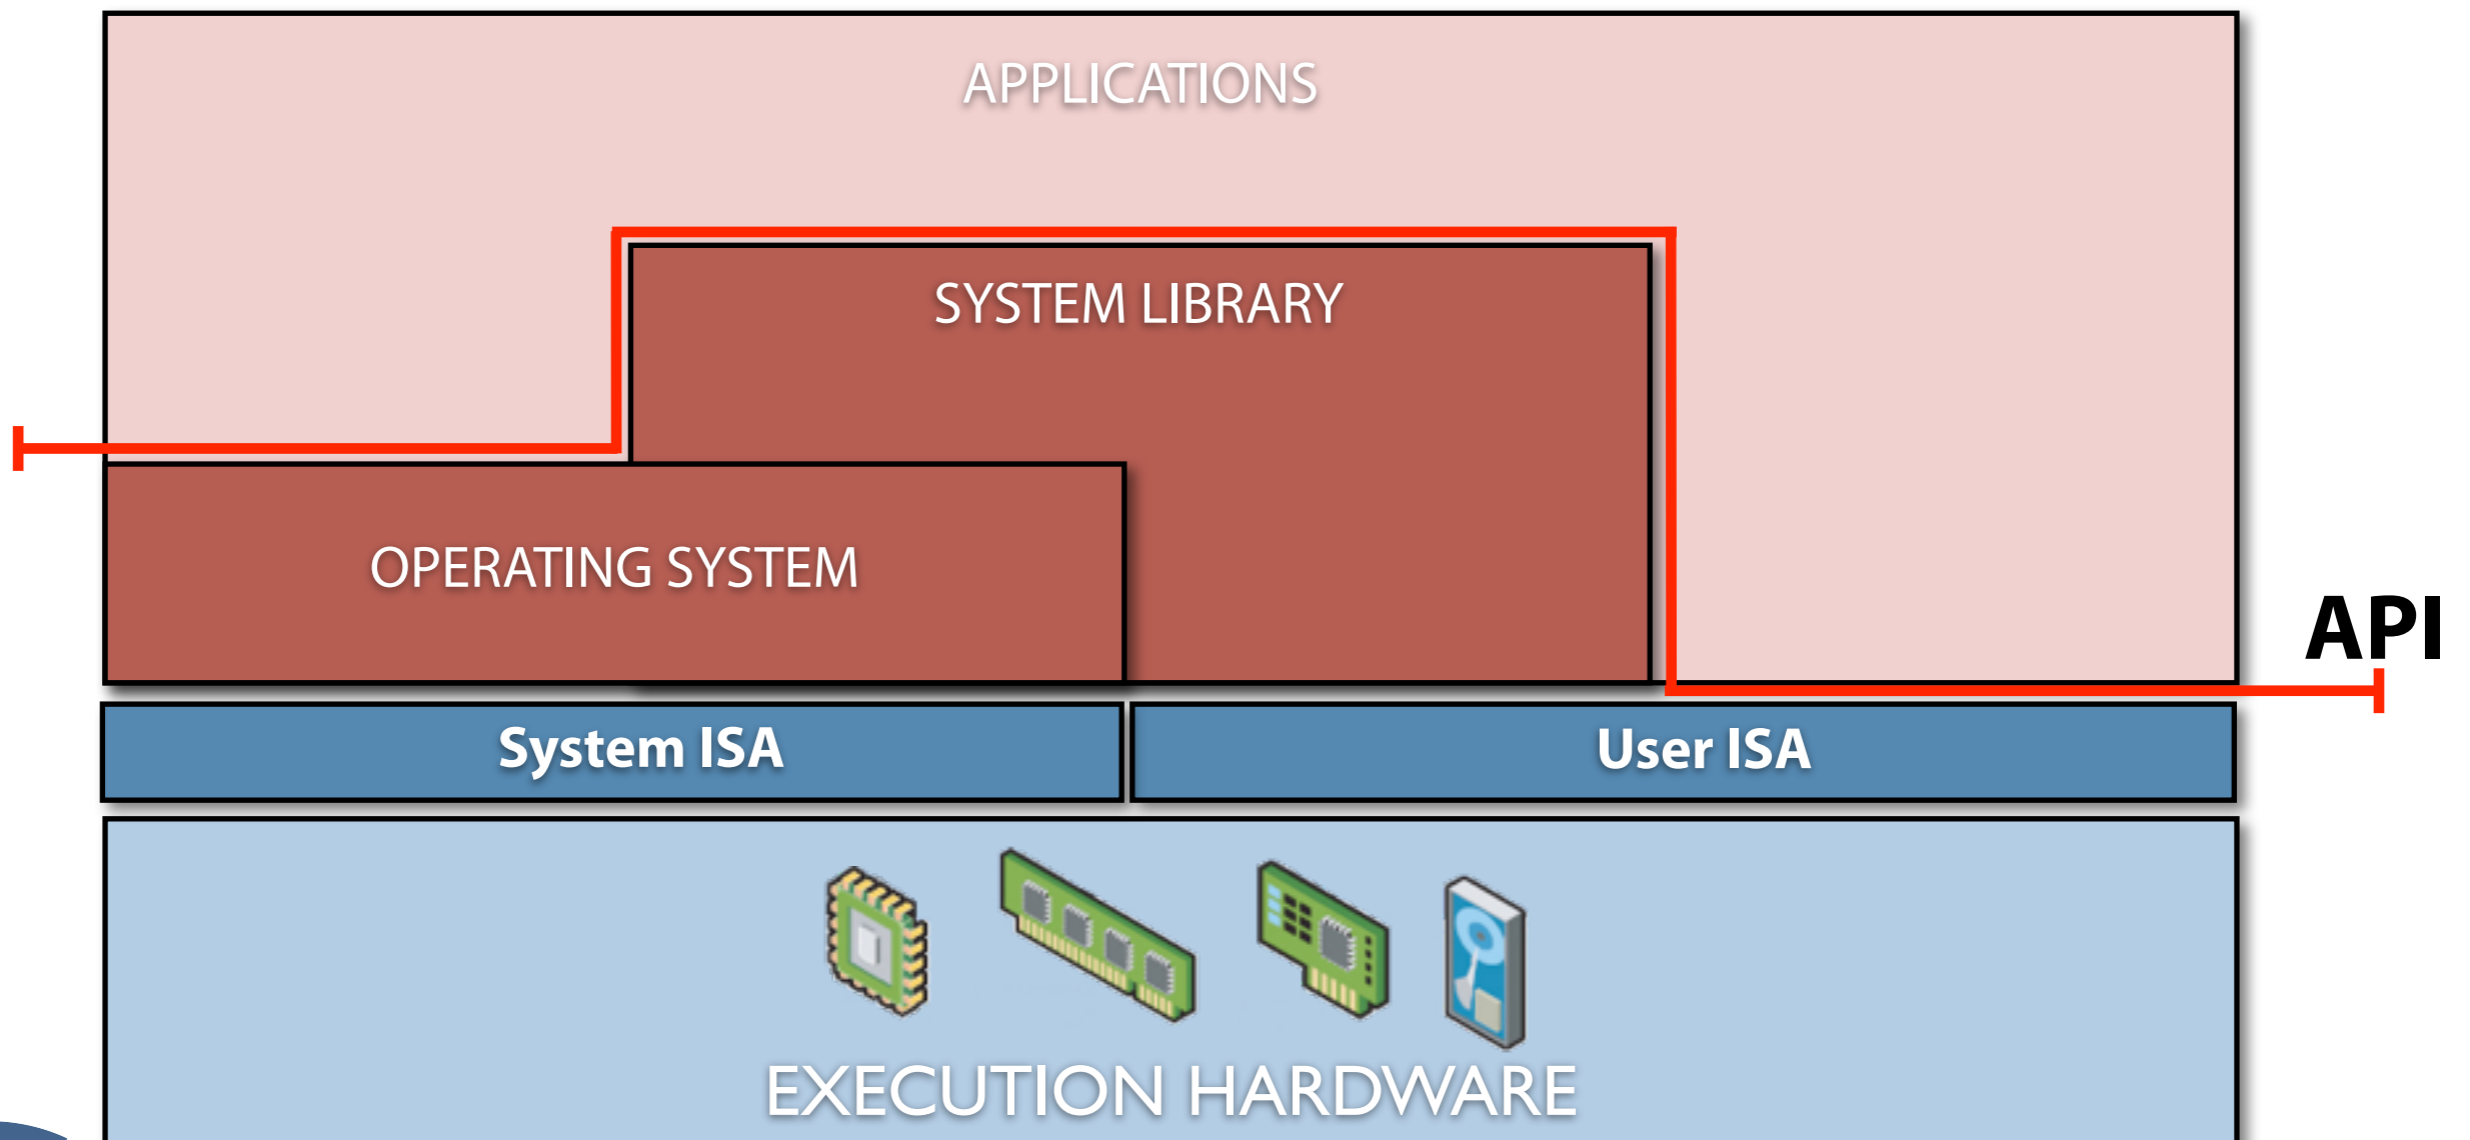 APPLICATIONS
SYSTEM LIBRARY
OPERATING SYSTEM
API
System ISA
User ISA
EXECUTION HARDWARE